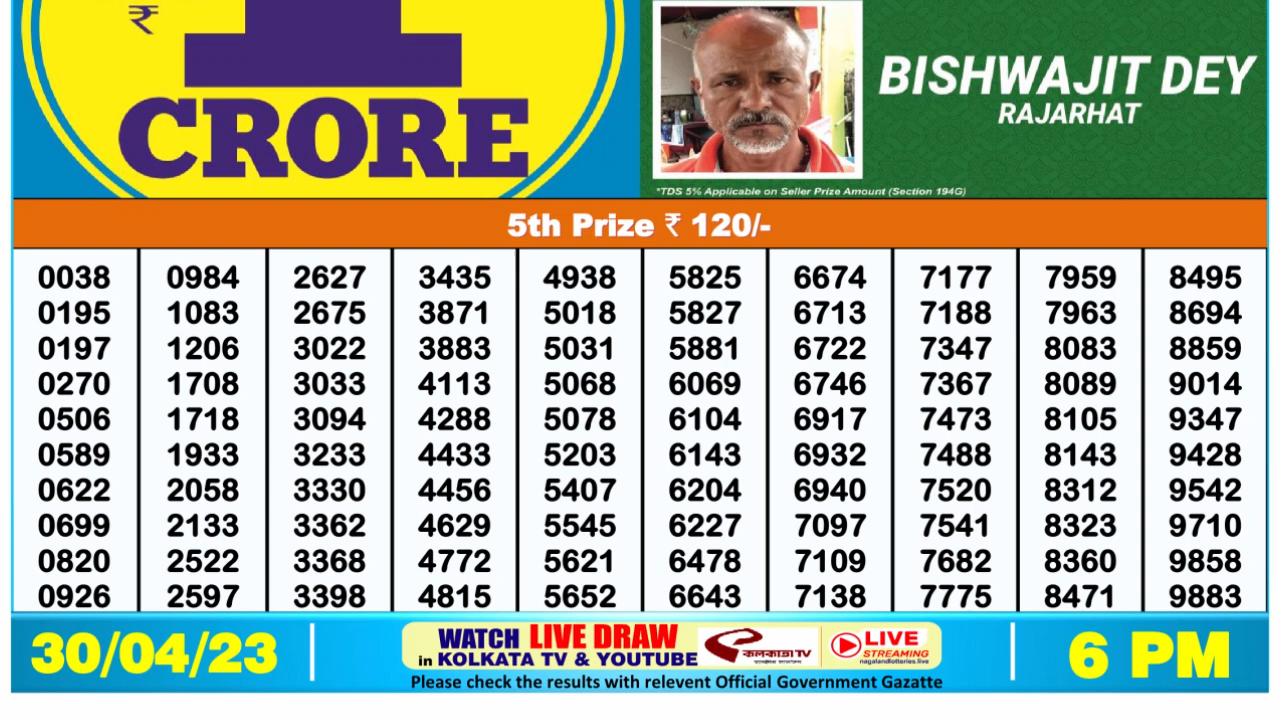 ₹
1
CRORE
BISHWAJIT DEY
RAJARHAT
*TDS 5% Applicable on Seller Prize Amount (Section 194G)
5th Prize ₹ 120/-
0038 0984 2627 3435 4938 5825 6674 7177 7959 8495
0195 1083 2675 3871 5018 5827 6713 7188 7963 8694
0197 1206 3022 3883 5031 5881 6722 7347 8083 8859
0270 1708 3033 4113 5068 6069 6746 7367 8089 9014
0506 1718 3094 4288 5078 6104 6917 7473 8105 9347
0589 1933 3233 4433 5203 6143 6932 7488 8143 9428
0622 2058 3330 4456 5407 6204 6940 7520 8312 9542
0699 2133 3362 4629 5545 6227 7097 7541 8323 9710
0820 2522 3368 4772 5621 6478 7109 7682 8360 9858
0926 2597 3398 4815 5652 6643 7138 7775 8471 9883
30/04/23
WATCH LIVE DRAW
in KOLKATA TV & YOUTUBE
কলকাতা TV
LIVE
STREAMING
nagalandlotteries.live
Please check the results with relevent Official Government Gazatte
6 PM